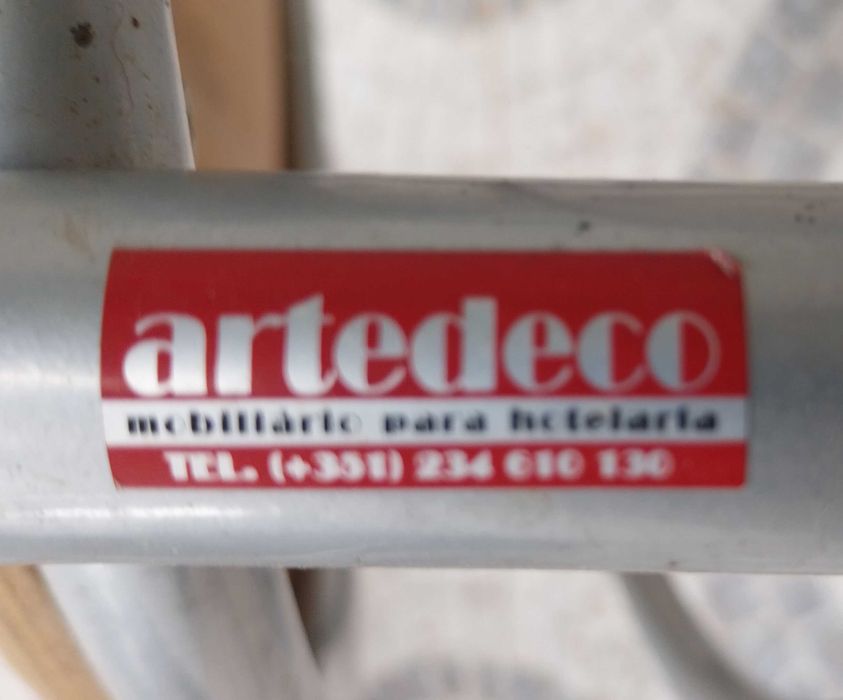 artedeco
mobiliário para hotelaria
TEL. (+351) 234 610 130